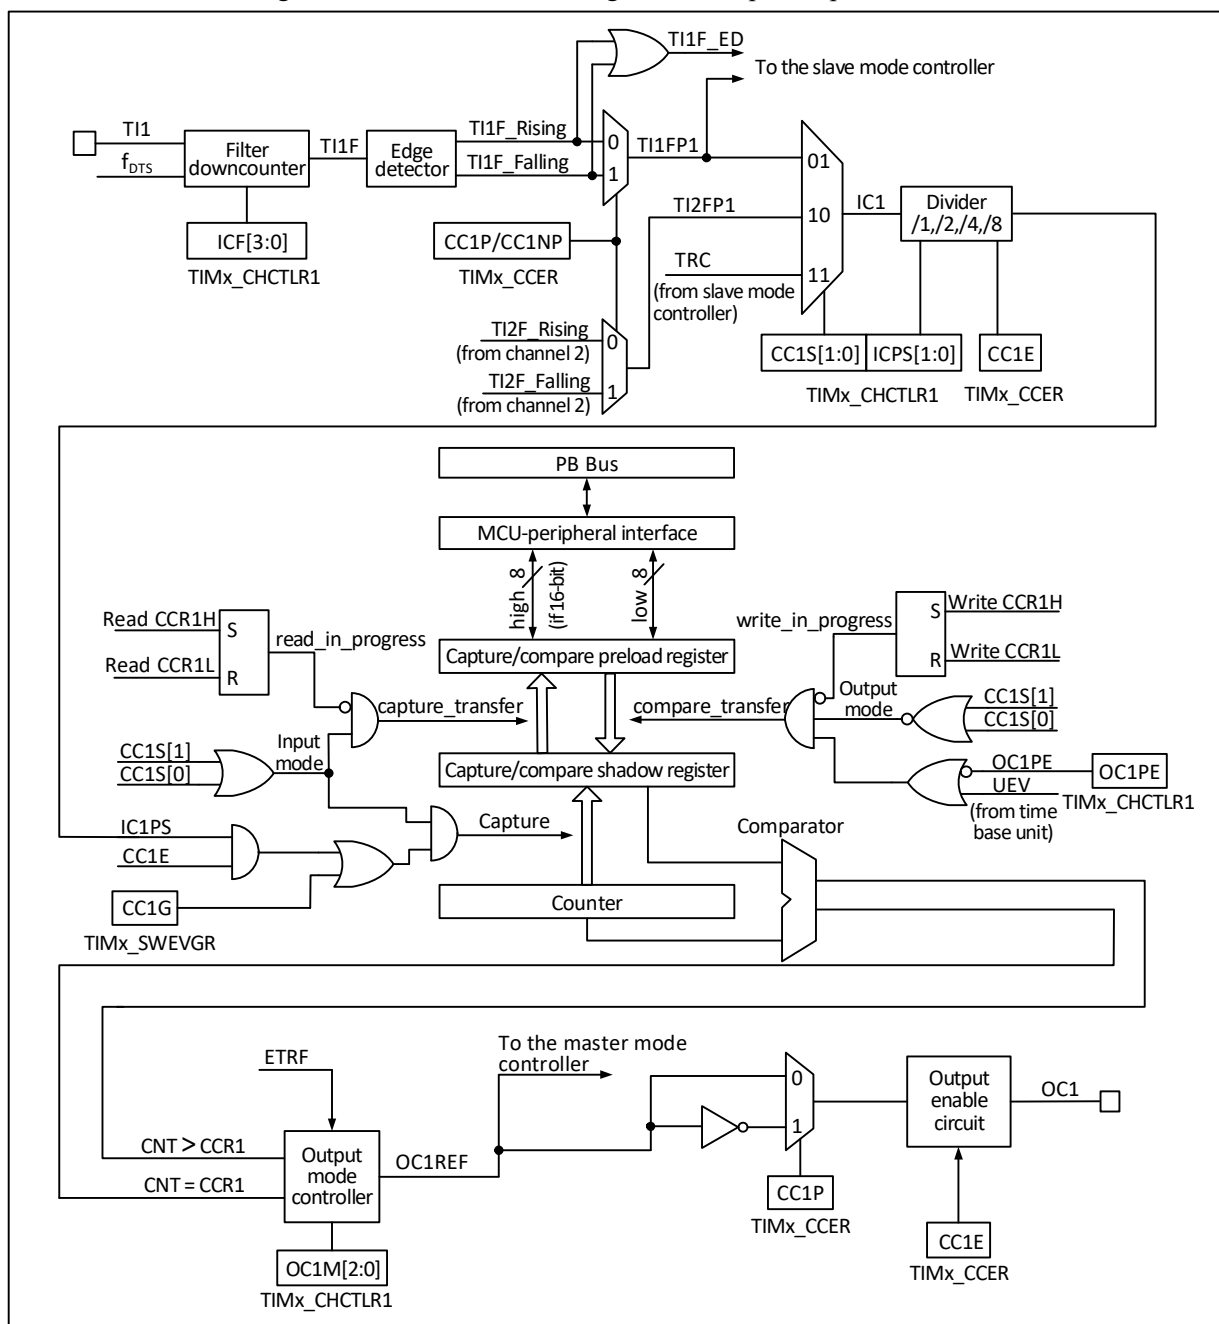 TI1F_ED
To the slave mode controller
TI1
fDTS
Filter
downcounter
TI1F
Edge
detector
TI1F_Rising
TI1F_Falling
0
1
TI1FP1
01
10
11
TI2FP1
TRC
(from slave mode
controller)
IC1
Divider
/1,/2,/4,/8
ICF[3:0]
TIMx_CHCTLR1
CC1P/CC1NP
TIMx_CCER
TI2F_Rising
(from channel 2)
TI2F_Falling
(from channel 2)
0
1
CC1S[1:0]
ICPS[1:0]
CC1E
TIMx_CHCTLR1
TIMx_CCER
PB Bus
MCU-peripheral interface
high
8
(if 16-bit)
low
8
Read CCR1H
Read CCR1L
S
R
read_in_progress
Capture/compare preload register
write_in_progress
S
R
Write CCR1H
Write CCR1L
capture_transfer
compare_transfer
Output
mode
CC1S[1]
CC1S[0]
CC1S[1]
CC1S[0]
Input
mode
Capture/compare shadow register
OC1PE
UEV
(from time
base unit)
OC1PE
TIMx_CHCTLR1
IC1PS
CC1E
Capture
Comparator
CC1G
TIMx_SWEVGR
Counter
ETRF
To the master mode
controller
CNT > CCR1
CNT = CCR1
Output
mode
controller
OC1REF
0
1
Output
enable
circuit
OC1
CC1P
TIMx_CCER
CC1E
TIMx_CCER
OC1M[2:0]
TIMx_CHCTLR1